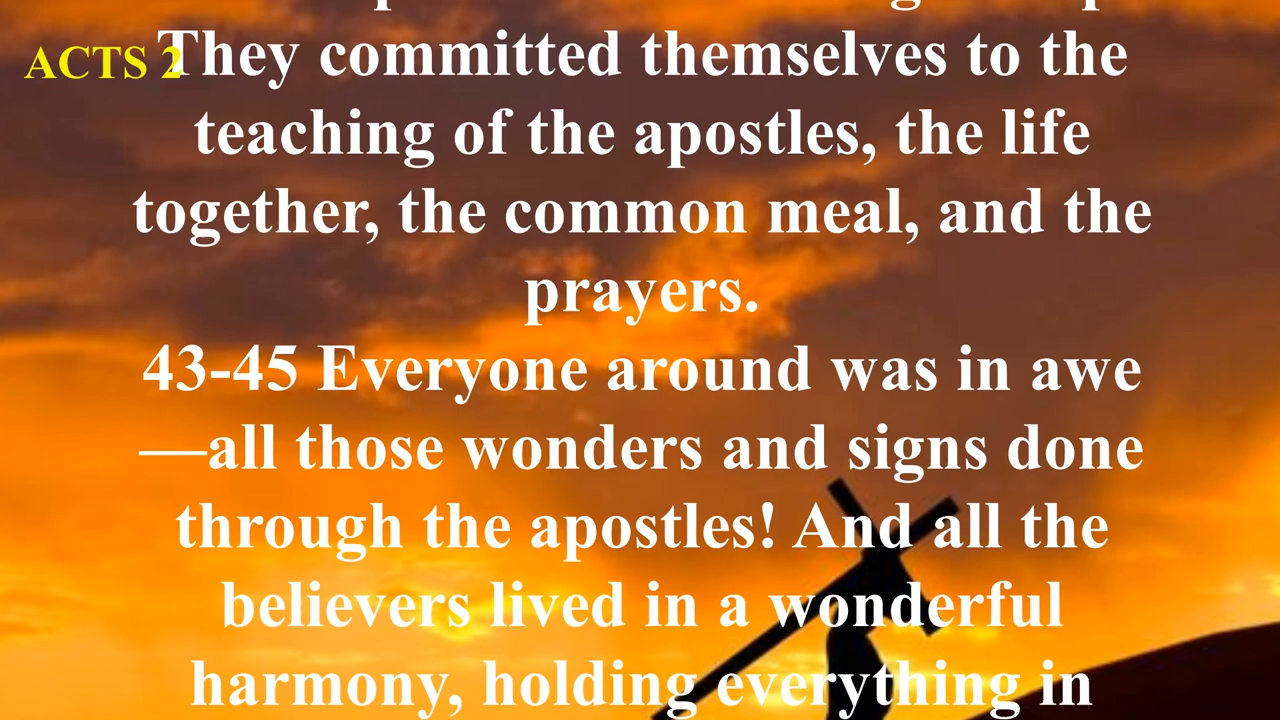 ACTS 2
They committed themselves to the
teaching of the apostles, the life
together, the common meal, and the
prayers.
43-45 Everyone around was in awe
—all those wonders and signs done
through the apostles! And all the
believers lived in a wonderful
harmony, holding everything in